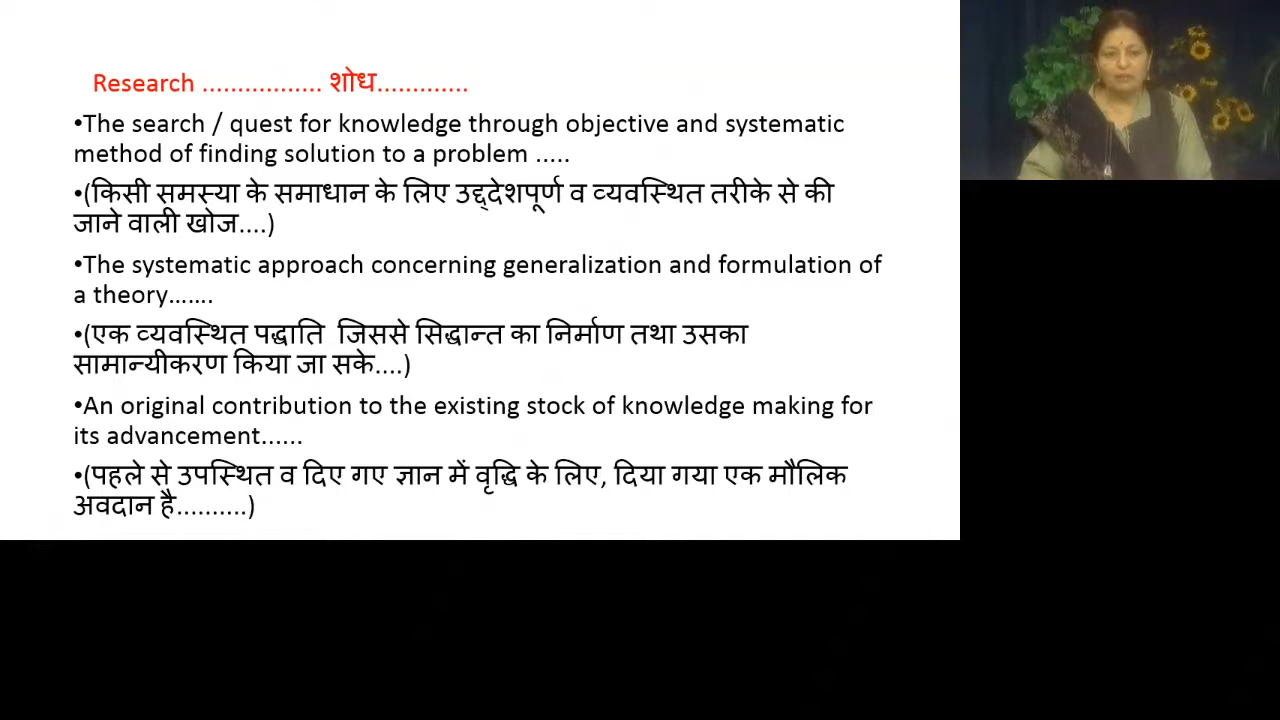 Research ................. शोध.............
•The search / quest for knowledge through objective and systematic
method of finding solution to a problem .....
•(किसी समस्या के समाधान के लिए उद्द्देशपूर्ण व व्यवस्थित तरीके से की
जाने वाली खोज....)
•The systematic approach concerning generalization and formulation of
a theory.......
•(एक व्यवस्थित पद्धाति जिससे सिद्धान्त का निर्माण तथा उसका
सामान्यीकरण किया जा सके....)
•An original contribution to the existing stock of knowledge making for
its advancement......
•(पहले से उपस्थित व दिए गए ज्ञान में वृद्धि के लिए, दिया गया एक मौलिक
अवदान है..........)